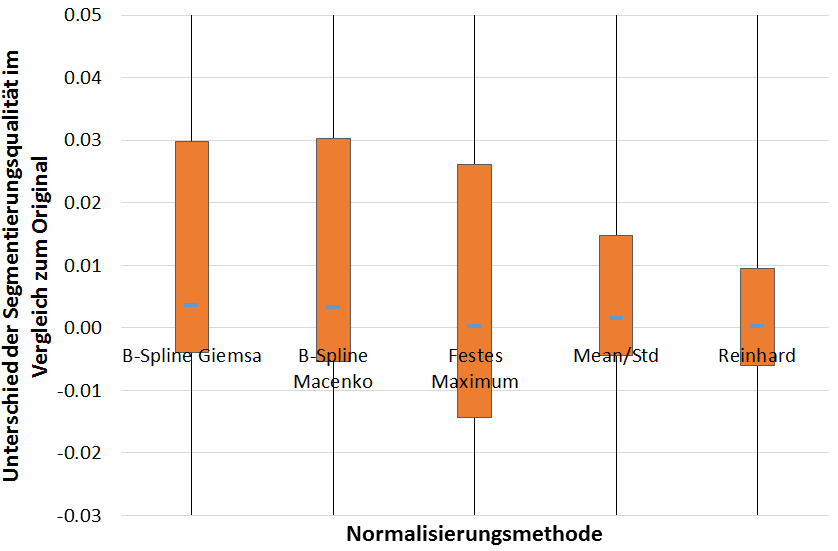 Unterschied der Segmentierungsqualität im
Vergleich zum Original
0.05
0.04
0.03
0.02
0.01
0.00
-0.01
-0.02
-0.03
B-Spline Giemsa
B-Spline
Macenko
Festes
Maximum
Mean/Std
Reinhard
Normalisierungsmethode